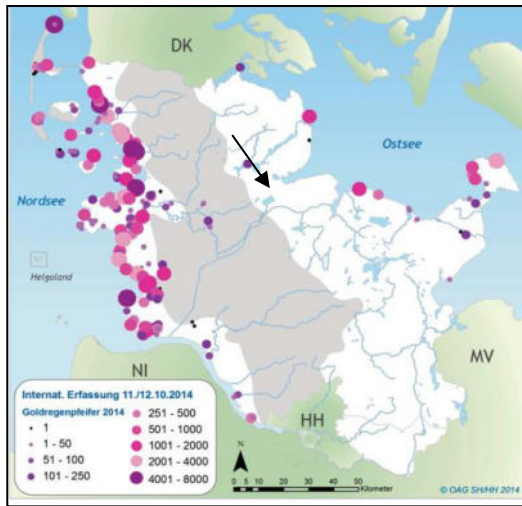 DK
Ostsee
Nordsee
Helgoland
NI
MV
HH
Internat. Erfassung 11./12.10.2014
Goldregenpfeifer 2014
1
1 - 50
51 - 100
101 - 250
251 - 500
501 - 1000
1001 - 2000
2001 - 4000
4001 - 8000
N
0 5 10 20 30 40 50
Kilometer
© OAG SH/HH 2014